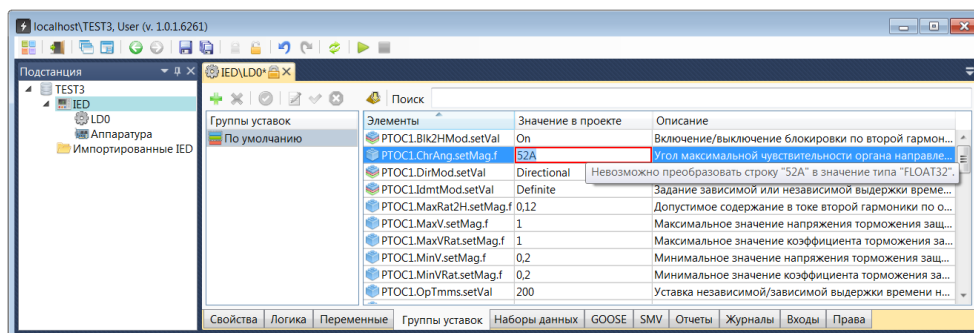 localhost\TEST3, User (v. 1.0.1.6261)
Подстанция
IED\LD0*
TEST3
IED
LD0
Аппаратура
Импортированные IED
Поиск
Группы уставок
По умолчанию
Элементы Значение в проекте Описание
PTOC1.Blk2HMod.setVal On Включение/выключение блокировки по второй гармон...
PTOC1.ChrAng.setMag.f 52A Угол максимальной чувствительности органа направле...
PTOC1.DirMod.setVal Directional
Невозможно преобразовать строку "52A" в значение типа "FLOAT32".
PTOC1.IdmtMod.setVal Definite Задание зависимой или независимой выдержки време...
PTOC1.MaxRat2H.setMag.f 0,12 Допустимое содержание в токе второй гармоники по о...
PTOC1.MaxV.setMag.f 1 Максимальное значение напряжения торможения защ...
PTOC1.MaxVRat.setMag.f 1 Максимальное значение коэффициента торможения за...
PTOC1.MinV.setMag.f 0,2 Минимальное значение напряжения торможения защ...
PTOC1.MinVRat.setMag.f 0,2 Минимальное значение коэффициента торможения за...
PTOC1.OpTmms.setVal 200 Уставка независимой/зависимой выдержки времени н...
Свойства Логика Переменные Группы уставок Наборы данных GOOSE SMV Отчеты Журналы Входы Права